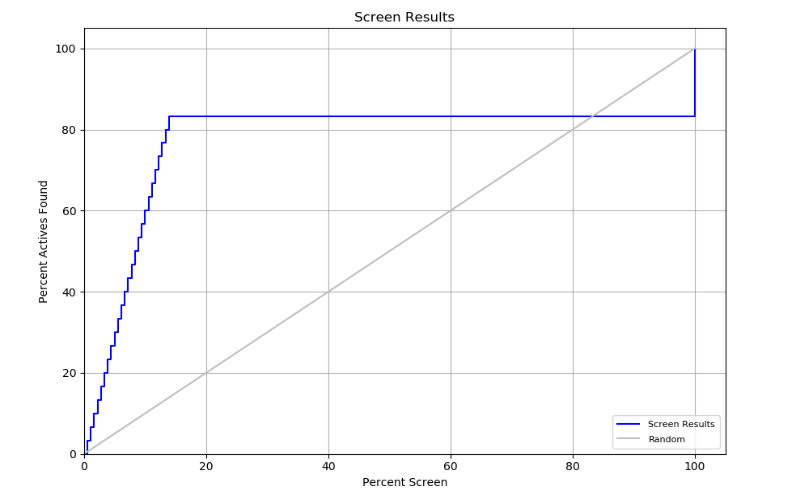 Screen Results
100
80
60
40
20
0
Percent Actives Found
0 20 40 60 80 100
Percent Screen
Screen Results
Random